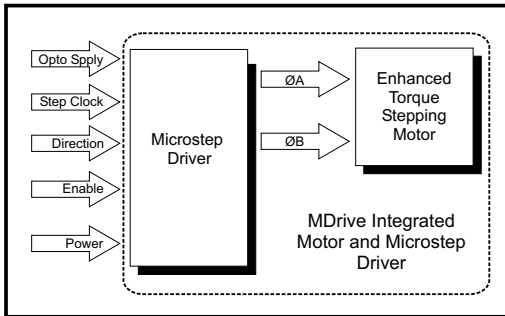 Opto Spply
Step Clock
Direction
Enable
Power
Microstep
Driver
ØA
ØB
Enhanced
Torque
Stepping
Motor
MDrive Integrated
Motor and Microstep
Driver